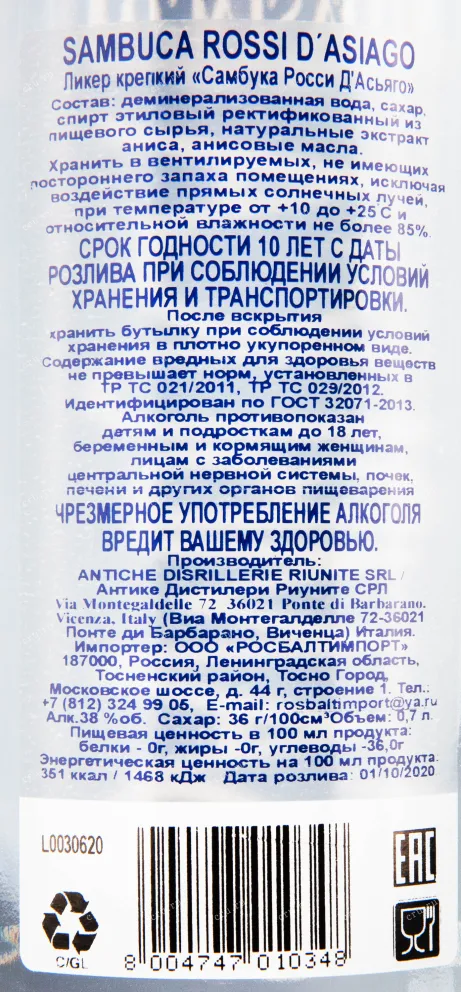 SAMBUCA ROSSI D´ASIAGO
Ликер крепкий «Самбука Росси Д'Асьяго»
Состав: деминерализованная вода, сахар,
спирт этиловый ректификованный из
пищевого сырья, натуральные экстракт
аниса, анисовые масла.
Хранить в вентилируемых, не имеющих
постороннего запаха помещениях, исключая
воздействие прямых солнечных лучей,
при температуре от +10 до +25 С и
относительной влажности не более 85%.
СРОК ГОДНОСТИ 10 ЛЕТ С ДАТЫ
РОЗЛИВА ПРИ СОБЛЮДЕНИИ УСЛОВИЙ
ХРАНЕНИЯ И ТРАНСПОРТИРОВКИ.
После вскрытия
хранить бутылку при соблюдении условий
хранения в плотно укупоренном виде.
Содержание вредных для здоровья веществ
не превышает норм, установленных в
ТР ТС 021/2011, ТР ТС 029/2012.
Идентифицирован по ГОСТ 32071-2013.
Алкоголь противопоказан
детям и подросткам до 18 лет,
беременным и кормящим женщинам,
лицам с заболеваниями
центральной нервной системы, почек,
печени и других органов пищеварения
ЧРЕЗМЕРНОЕ УПОТРЕБЛЕНИЕ АЛКОГОЛЯ
ВРЕДИТ ВАШЕМУ ЗДОРОВЬЮ.
Производитель:
ANTICHE DISRILLERIE RIUNITE SRL /
Антике Дистилери Риуните СРЛ
Via Montegaldelle 72 36021 Ponte di Barbarano.
Vicenza, Italy (Виа Монтегалделле 72-36021
Понте ди Барбарано, Виченца) Италия.
Импортер: ООО «РОСБАЛТИМПОРТ»
187000, Россия, Ленинградская область,
Тосненский район, Тосно Город,
Московское шоссе, д. 44 г, строение 1. Тел.:
+7 (812) 324 99 05, E-mail: rosbaltimport@ya.ru
Алк.38 %об. Сахар: 36 г/100см³Объем: 0,7 л.
Пищевая ценность в 100 мл продукта:
белки - 0г, жиры -0г, углеводы -36,0г
Энергетическая ценность на 100 мл продукта.
351 ккал / 1468 кДж Дата розлива: 01/10/2020
L0030620
EAC
C/GL
8 004747 010348